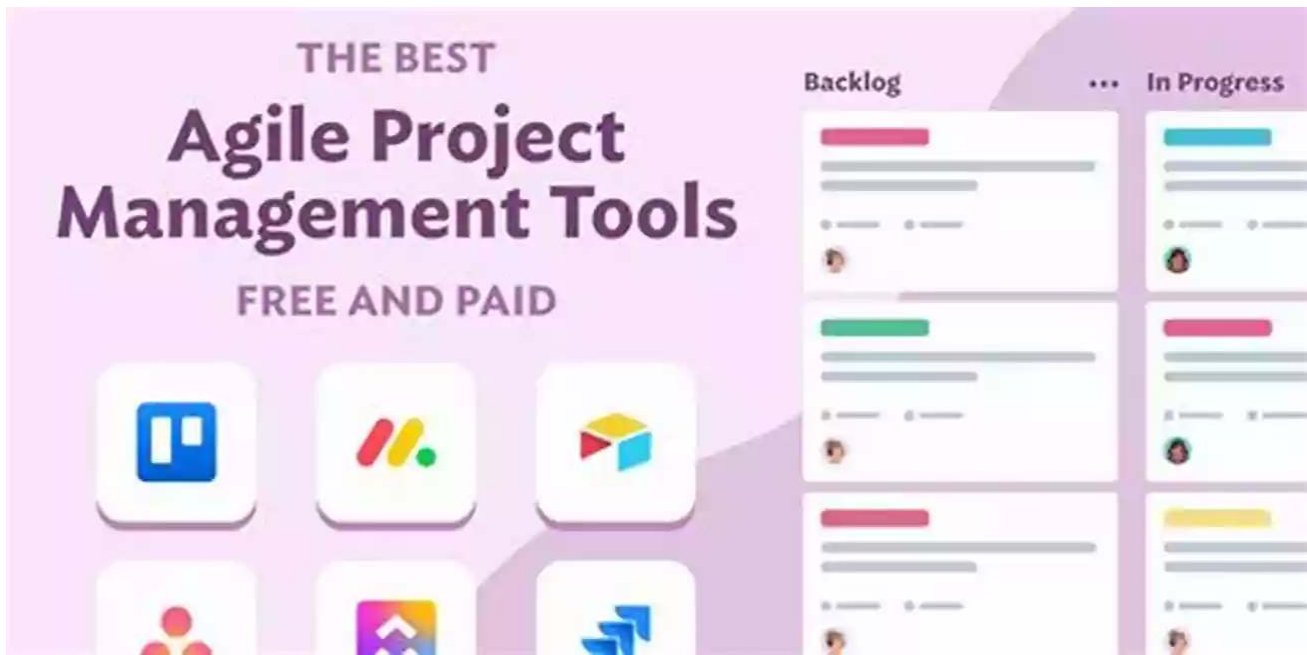 THE BEST
Agile Project
Management Tools
FREE AND PAID
Backlog
In Progress